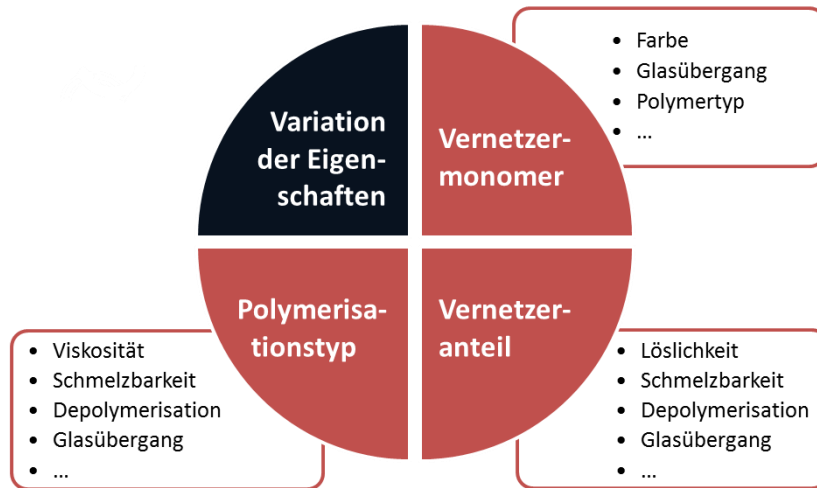 Variation
der Eigen-
schaften
Vernetzer-
monomer
• Farbe
• Glasübergang
• Polymertyp
• ...
Polymerisa-
tionstyp
• Viskosität
• Schmelzbarkeit
• Depolymerisation
• Glasübergang
• ...
Vernetzer-
anteil
• Löslichkeit
• Schmelzbarkeit
• Depolymerisation
• Glasübergang
• ...